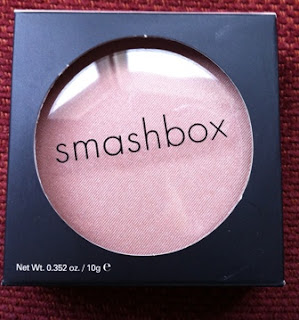 smashbox
Net Wt. 0.352 oz. / 10g ℮